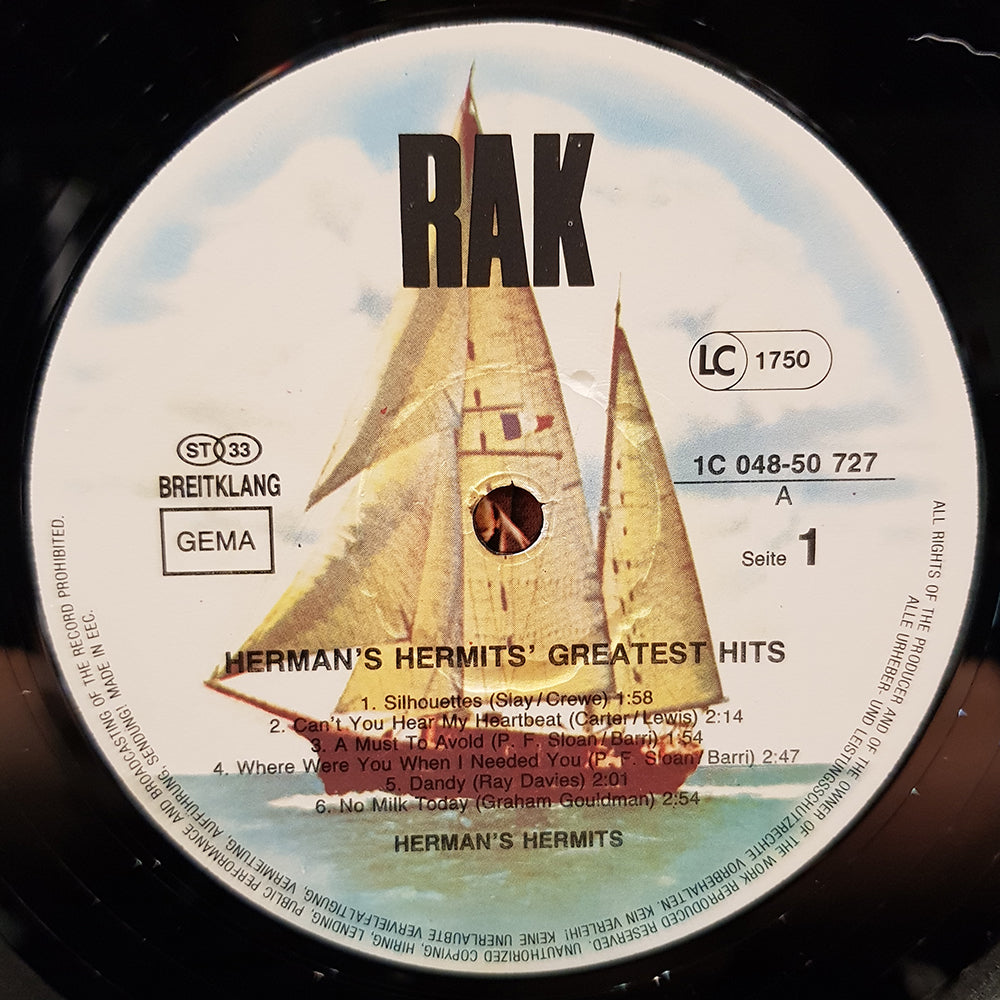 RAK
LC 1750
ST 33
BREITKLANG
GEMA
1C 048-50 727
A
Seite 1
HERMAN'S HERMITS' GREATEST HITS
1. Silhouettes (Slay/Crewe) 1:58
2. Can't You Hear My Heartbeat (Carter/Lewis) 2:14
3. A Must To Avold (P. F. Sloan/Barri) 1:54
4. Where Were You When I Needed You (P. F. Sloan/Barri) 2:47
5. Dandy (Ray Davies) 2:01
6. No Milk Today (Graham Gouldman) 2:54
HERMAN'S HERMITS
ALL RIGHTS OF THE PRODUCER AND OF THE OWNER OF THE WORK REPRODUCED RESERVED. UNAUTHORIZED COPYING, HIRING, LENDING, PUBLIC PERFORMANCE AND BROADCASTING OF THE RECORD PROHIBITED.
ALLE URHEBER- UND LEISTUNGSSCHUTZRECHTE VORBEHALTEN. KEIN VERLEIH! KEINE UNERLAUBTE VERVIELFÄLTIGUNG, VERMIETUNG, AUFFÜHRUNG, SENDUNG! MADE IN EEC.